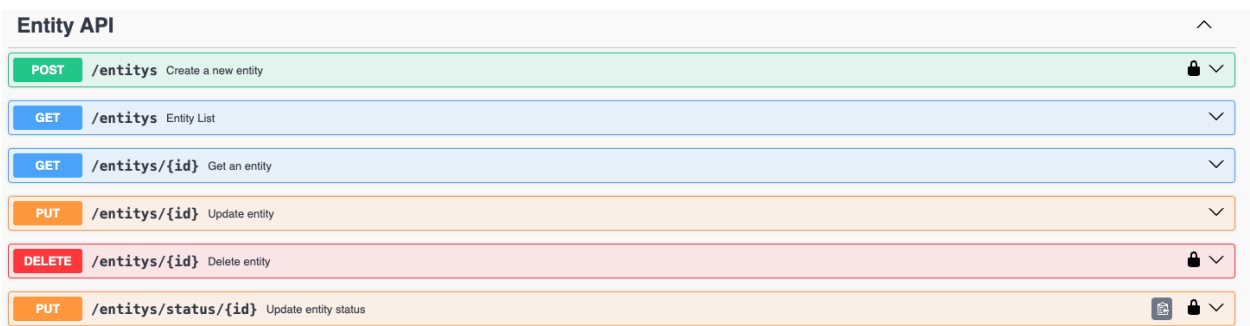 Entity API
POST /entitys Create a new entity
GET /entitys Entity List
GET /entitys/{id} Get an entity
PUT /entitys/{id} Update entity
DELETE /entitys/{id} Delete entity
PUT /entitys/status/{id} Update entity status